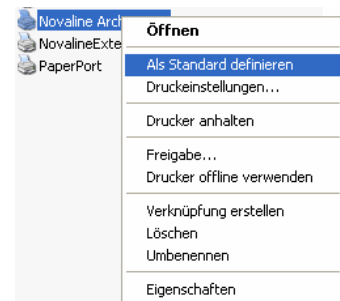 Novaline Arch
NovalineExte
PaperPort
Öffnen
Als Standard definieren
Druckeinstellungen...
Drucker anhalten
Freigabe...
Drucker offline verwenden
Verknüpfung erstellen
Löschen
Umbenennen
Eigenschaften